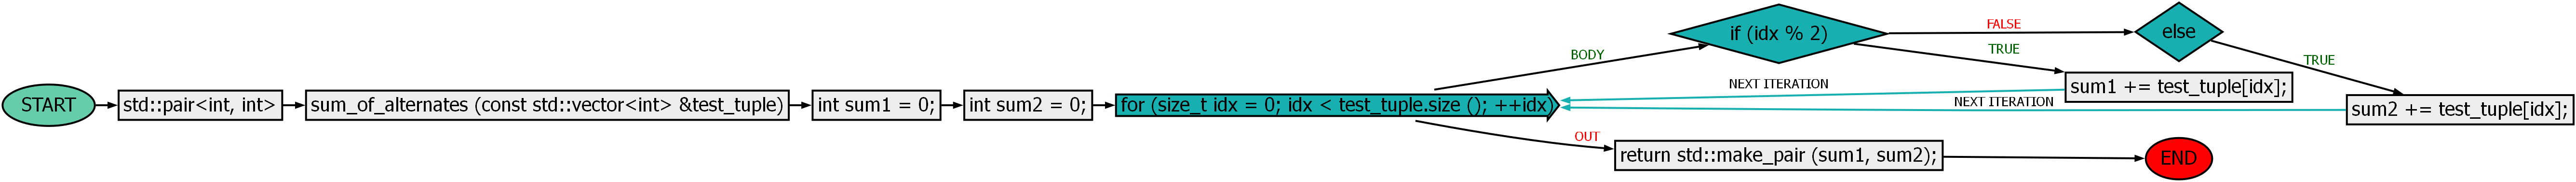 START
std::pair<int, int>
sum_of_alternates (const std::vector<int> &test_tuple)
int sum1 = 0;
int sum2 = 0;
for (size_t idx = 0; idx < test_tuple.size (); ++idx)
BODY
if (idx % 2)
FALSE
else
TRUE
TRUE
sum1 += test_tuple[idx];
NEXT ITERATION
sum2 += test_tuple[idx];
NEXT ITERATION
OUT
return std::make_pair (sum1, sum2);
END